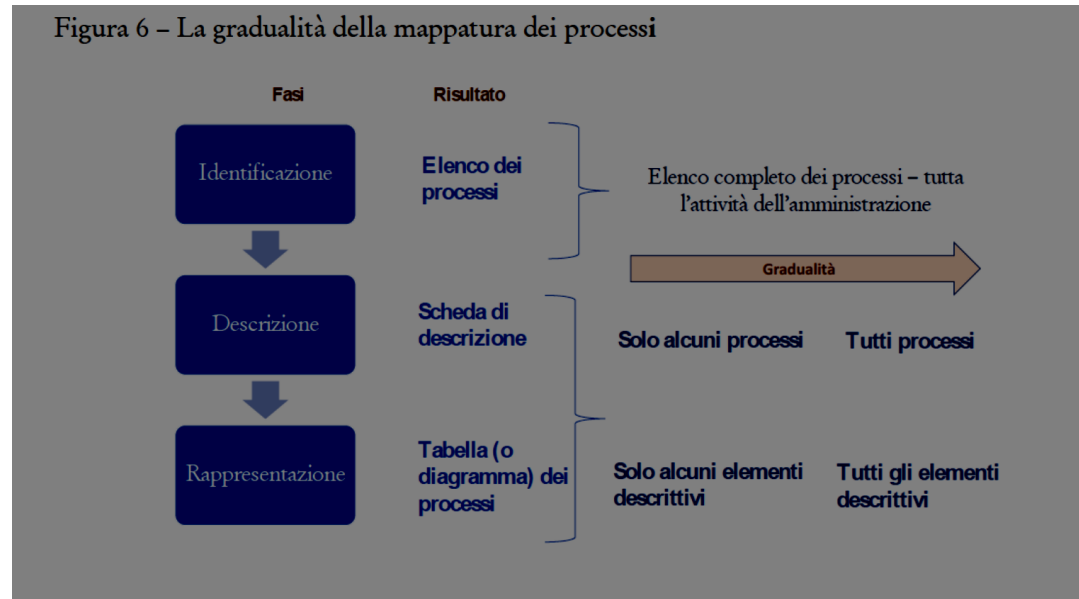 Figura 6 – La gradualità della mappatura dei processi
Fasi
Risultato
Identificazione
Elenco dei
processi
Elenco completo dei processi – tutta
l'attività dell'amministrazione
Gradualità
Descrizione
Scheda di
descrizione
Solo alcuni processi
Tutti processi
Rappresentazione
Tabella (o
diagramma) dei
processi
Solo alcuni elementi
descrittivi
Tutti gli elementi
descrittivi